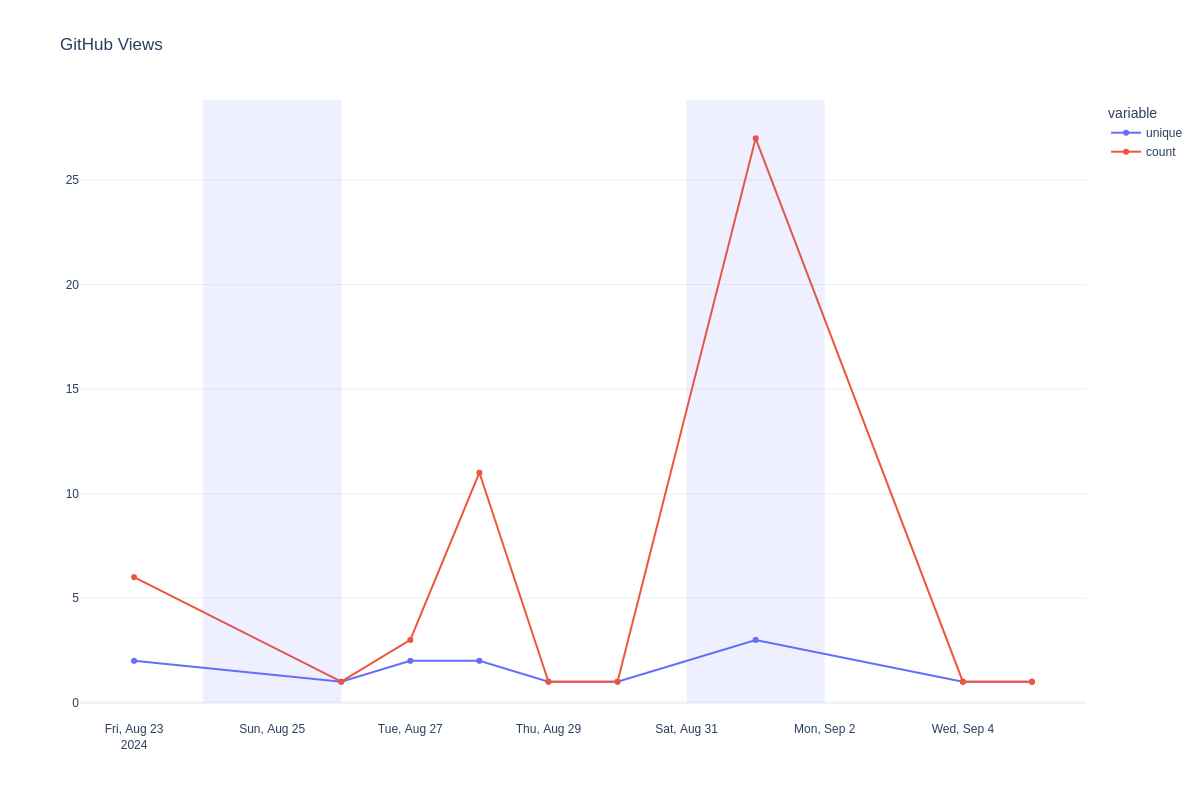 GitHub Views
variable
unique
count
25
20
15
10
5
0
Fri, Aug 23
2024
Sun, Aug 25
Tue, Aug 27
Thu, Aug 29
Sat, Aug 31
Mon, Sep 2
Wed, Sep 4